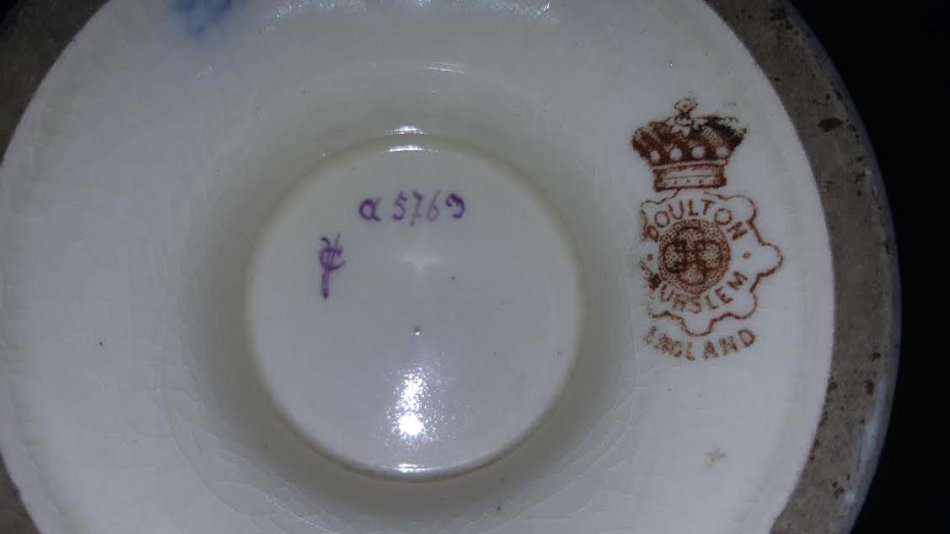 a 5769
DOULTON
BURSLEM
ENGLAND